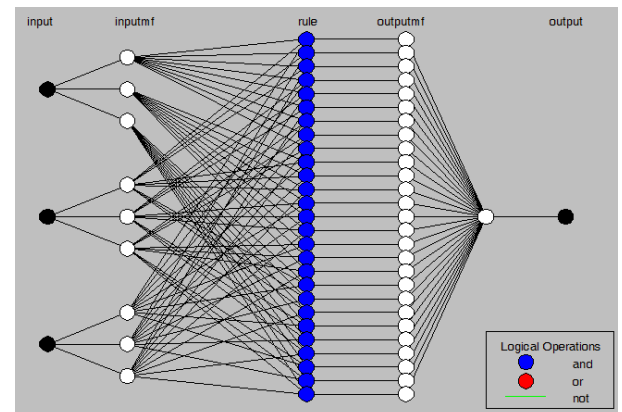 input inputmf rule outputmf output
Logical Operations
and
or
not